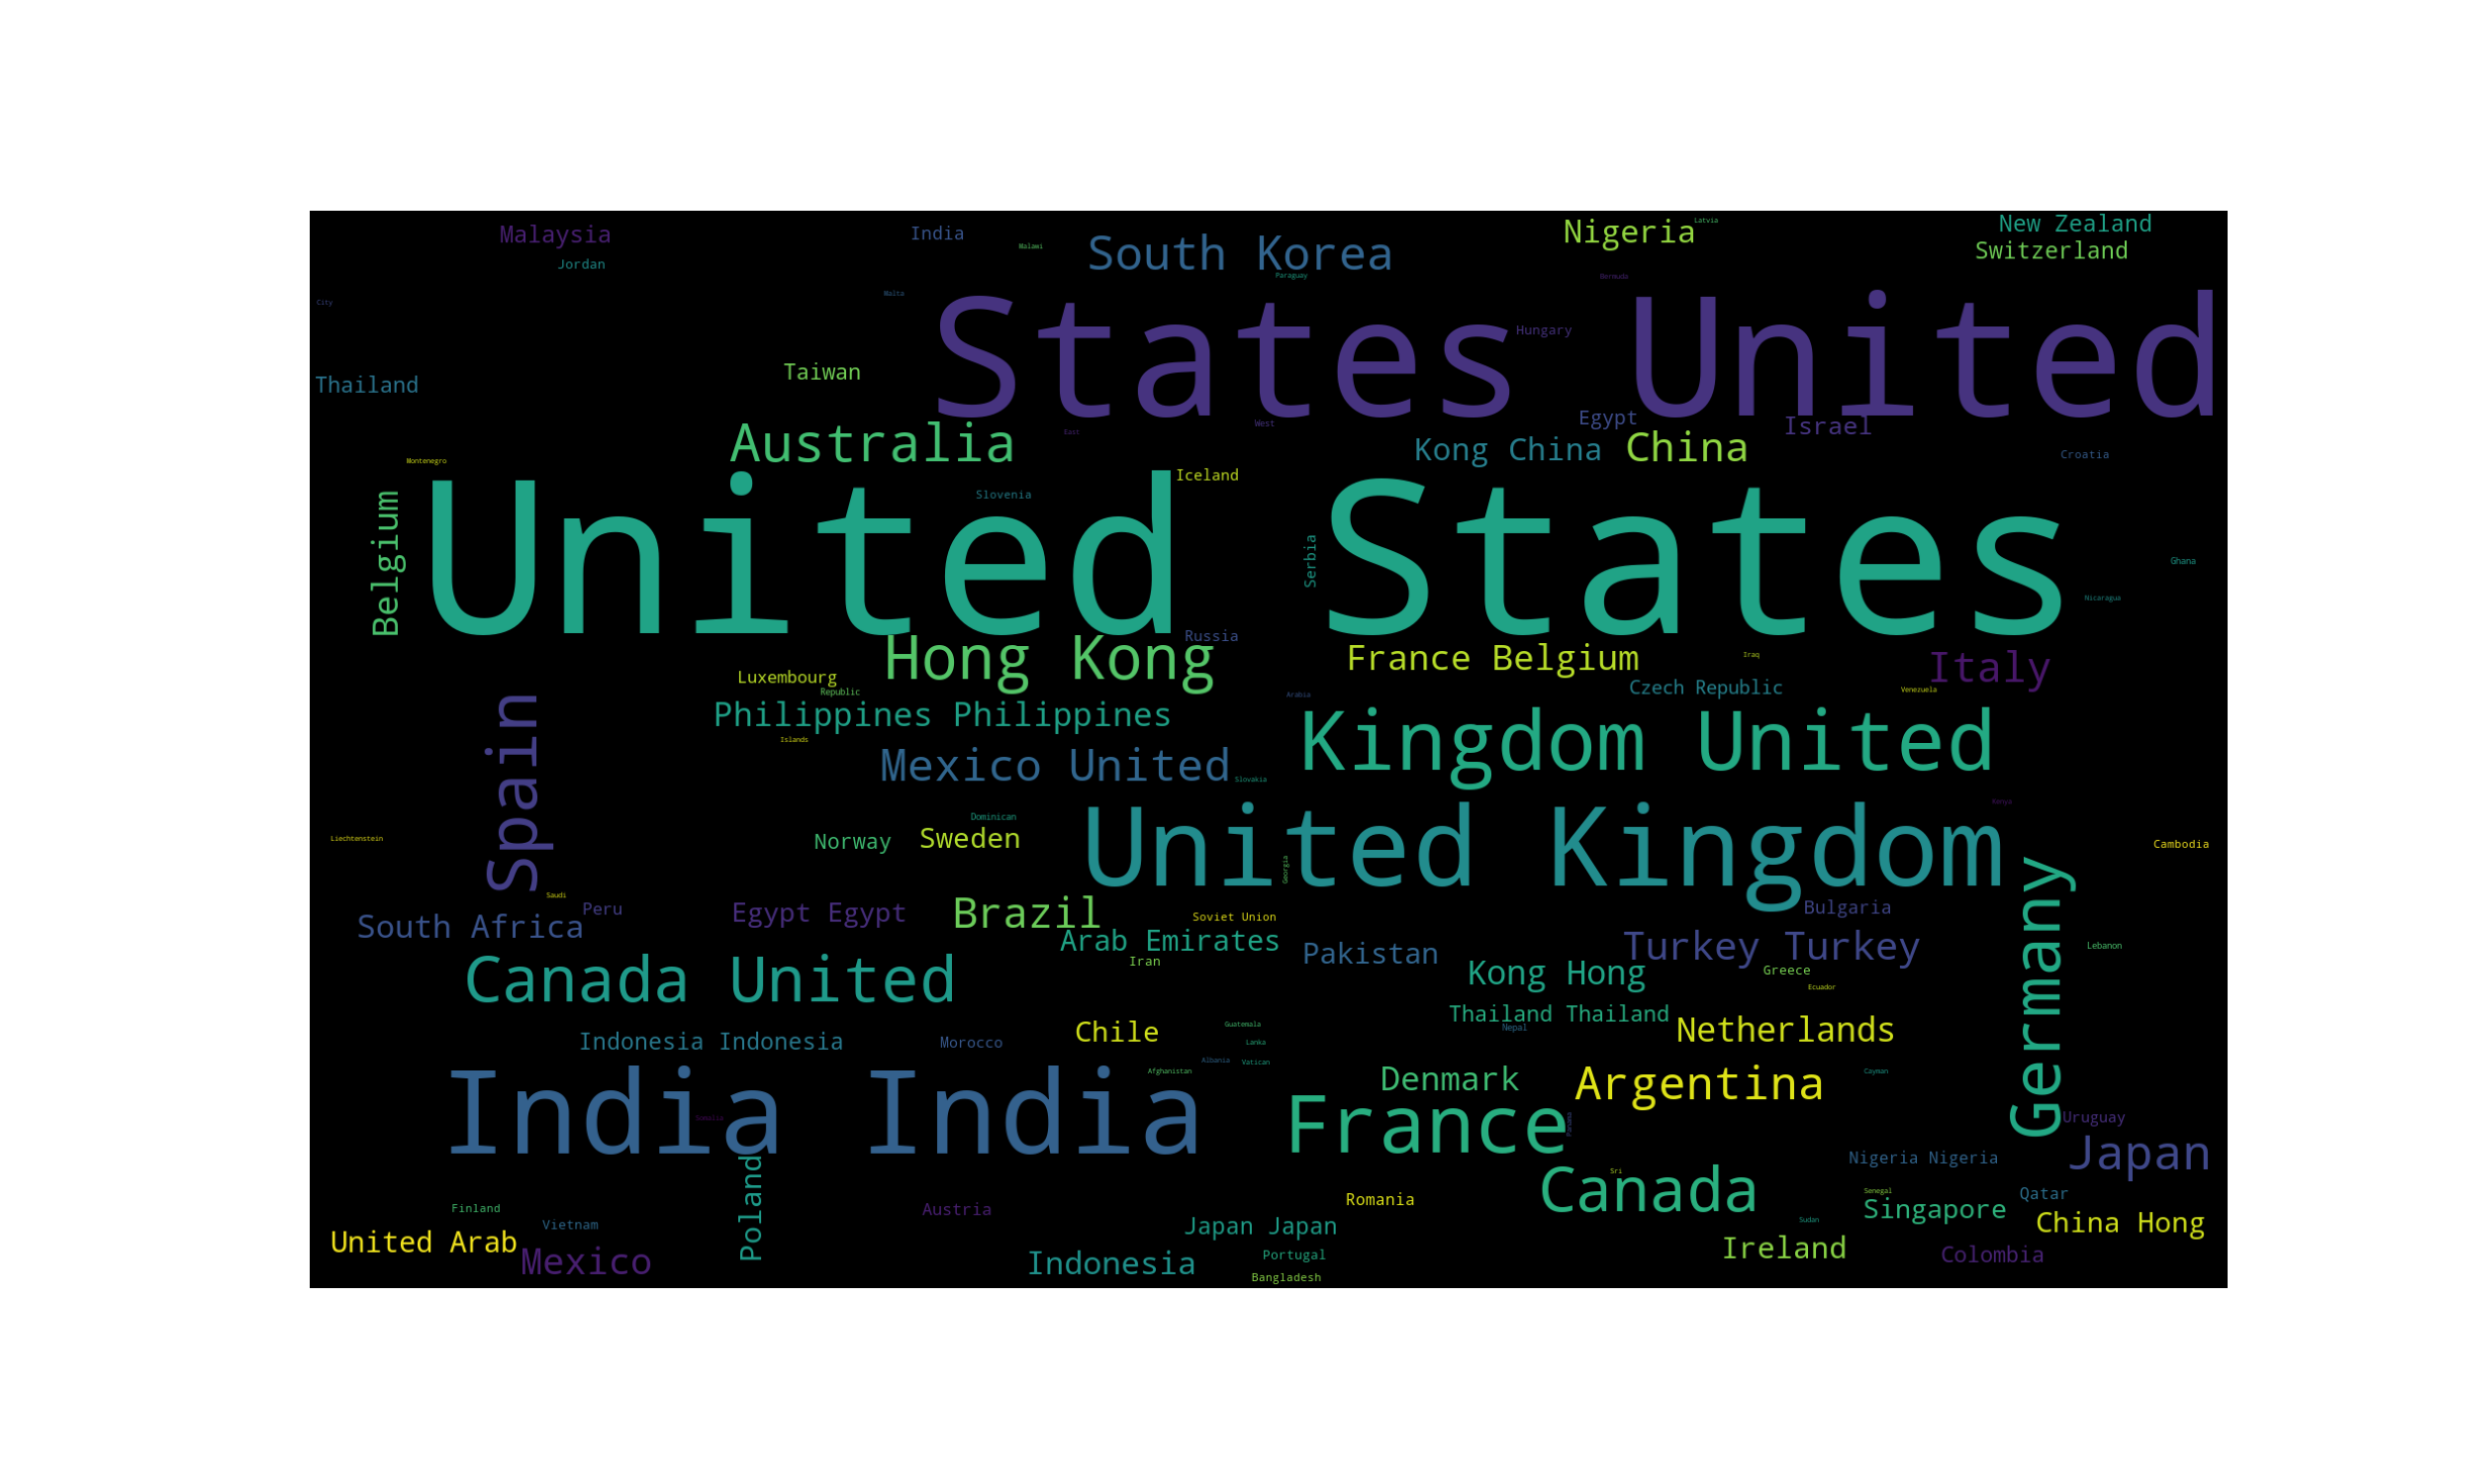 Malaysia
India
Malawi
South Korea
Nigeria
Latvia
New Zealand
Switzerland
Jordan
Paraguay
Bermuda
City
Malta
States United
Hungary
Thailand
Taiwan
Egypt
Israel
East
West
Australia
Kong China
China
Croatia
Montenegro
Iceland
Slovenia
Belgium
United States
Serbia
Ghana
Nicaragua
Russia
Hong Kong
France Belgium
Iraq
Italy
Luxembourg
Republic
Czech Republic
Venezuela
Arabia
Philippines Philippines
Islands
Spain
Kingdom United
Mexico United
Slovakia
Kenya
Dominican
Norway
Sweden
United Kingdom
Georgia
Liechtenstein
Cambodia
Saudi
Peru
South Africa
Egypt Egypt
Brazil
Soviet Union
Bulgaria
Arab Emirates
Iran
Pakistan
Turkey Turkey
Lebanon
Canada United
Kong Hong
Greece
Ecuador
Germany
Thailand Thailand
Nepal
Netherlands
Indonesia Indonesia
Morocco
Chile
Guatemala
Lanka
Albania
Vatican
Afghanistan
Denmark
Argentina
Cayman
India India
Somalia
France
Panama
Uruguay
Japan
Nigeria Nigeria
Poland
Canada
Sri
Senegal
Qatar
Singapore
Finland
Austria
Romania
Sudan
China Hong
United Arab
Vietnam
Japan Japan
Mexico
Indonesia
Portugal
Bangladesh
Ireland
Colombia